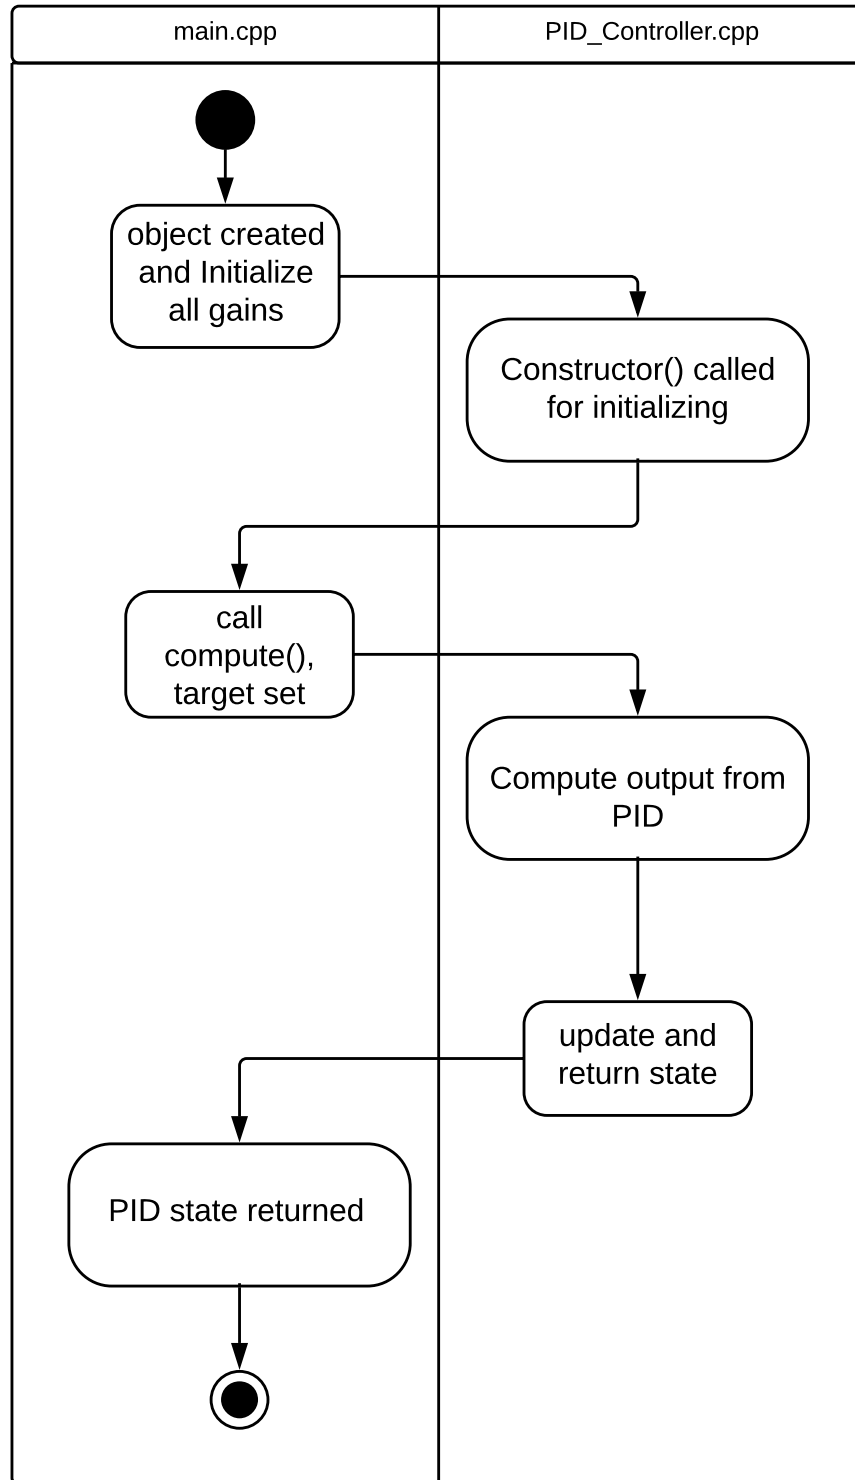 main.cpp
PID_Controller.cpp
object created
and Initialize
all gains
Constructor() called
for initializing
call
compute(),
target set
Compute output from
PID
update and
return state
PID state returned